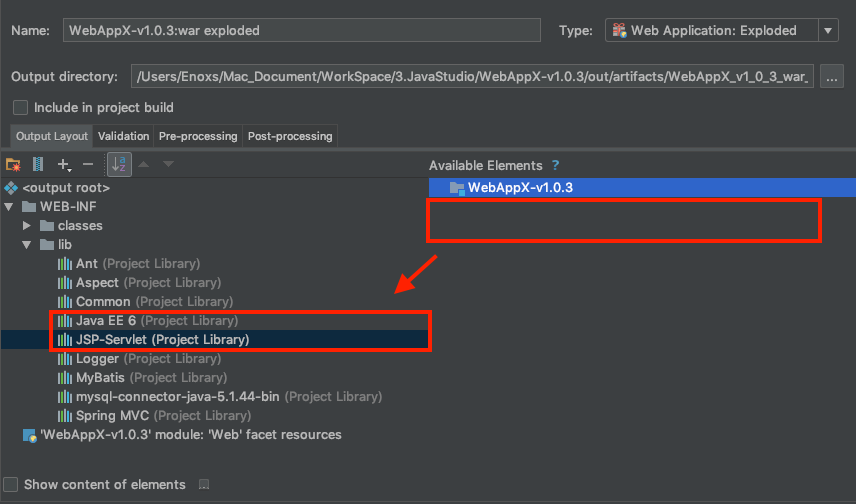 Name: WebAppX-v1.0.3:war exploded Type: Web Application: Exploded
Output directory: /Users/Enoxs/Mac_Document/WorkSpace/3.JavaStudio/WebAppX-v1.0.3/out/artifacts/WebAppX_v1_0_3_war_ ...
Include in project build
Output Layout Validation Pre-processing Post-processing
Available Elements ?
<output root>
WebAppX-v1.0.3
WEB-INF
classes
lib
Ant (Project Library)
Aspect (Project Library)
Common (Project Library)
Java EE 6 (Project Library)
JSP-Servlet (Project Library)
Logger (Project Library)
MyBatis (Project Library)
mysql-connector-java-5.1.44-bin (Project Library)
Spring MVC (Project Library)
'WebAppX-v1.0.3' module: 'Web' facet resources
Show content of elements ...